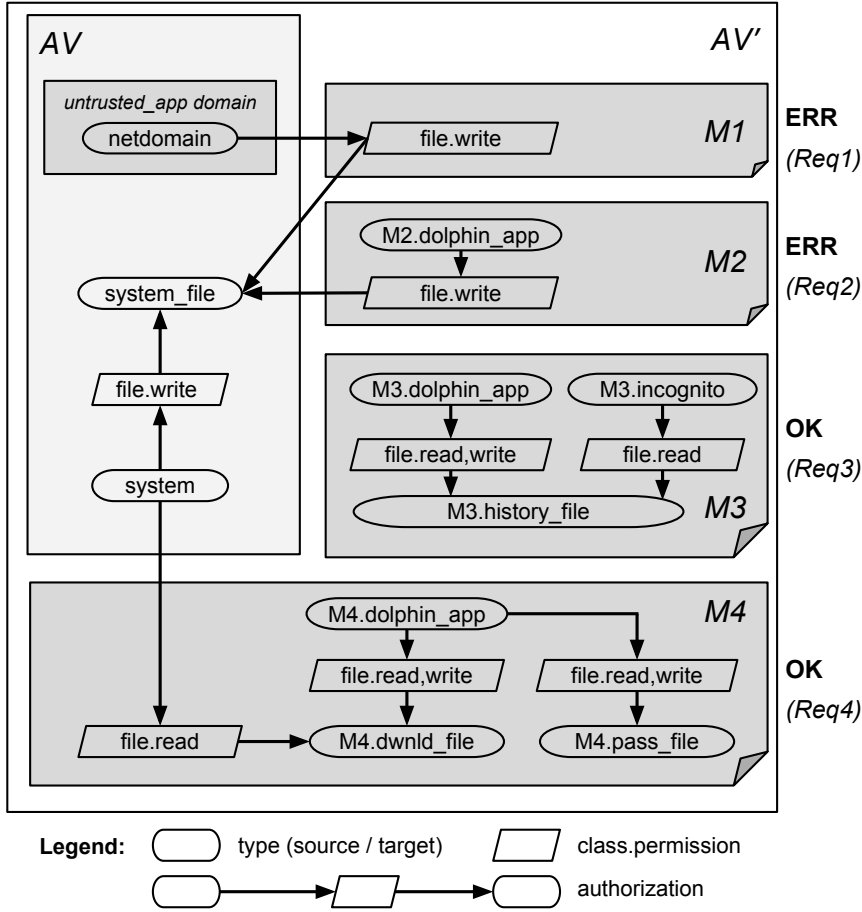 AV
AV'
untrusted_app domain
netdomain
file.write
M1
ERR
(Req1)
M2.dolphin_app
file.write
M2
ERR
(Req2)
system_file
file.write
system
M3.dolphin_app
M3.incognito
file.read,write
file.read
M3.history_file
M3
OK
(Req3)
M4.dolphin_app
M4
file.read,write
file.read,write
file.read
M4.dwnld_file
M4.pass_file
OK
(Req4)
Legend:
type (source / target)
class.permission
authorization